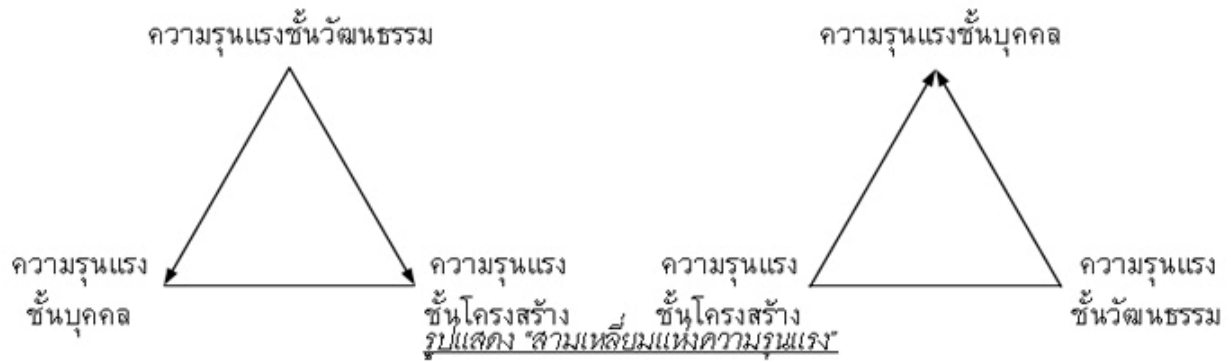 ความรุนแรงชั้นวัฒนธรรม
ความรุนแรง
ชั้นบุคคล
ความรุนแรง
ชั้นโครงสร้าง
ความรุนแรงชั้นบุคคล
ความรุนแรง
ชั้นโครงสร้าง
ความรุนแรง
ชั้นวัฒนธรรม
รูปแสดง "สามเหลี่ยมแห่งความรุนแรง"